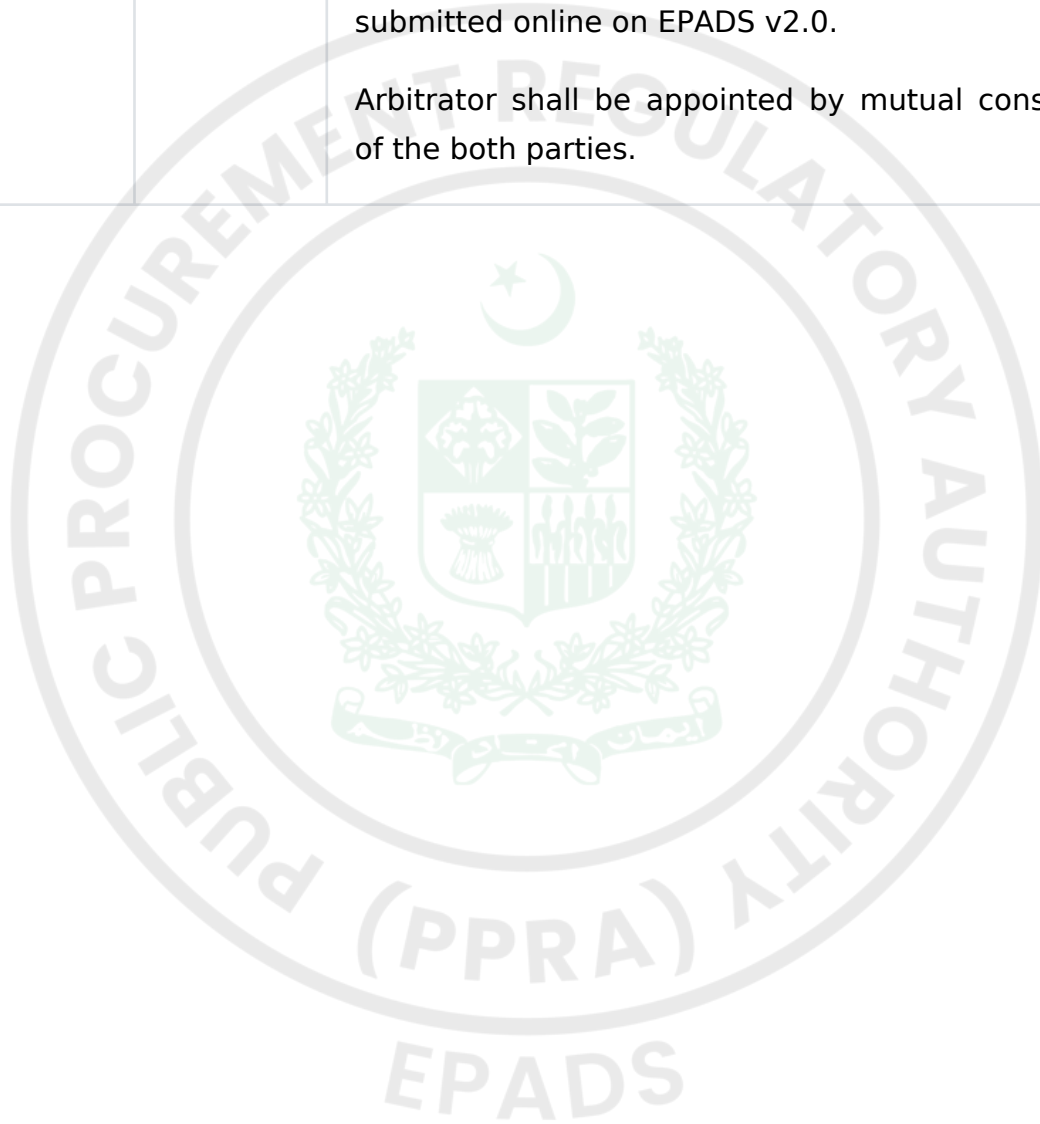 submitted online on EPADS v2.0.
Arbitrator shall be appointed by mutual cons
of the both parties.
PUBLIC PROCUREMENT REGULATORY AUTHORITY
(PPRA)
EPADS